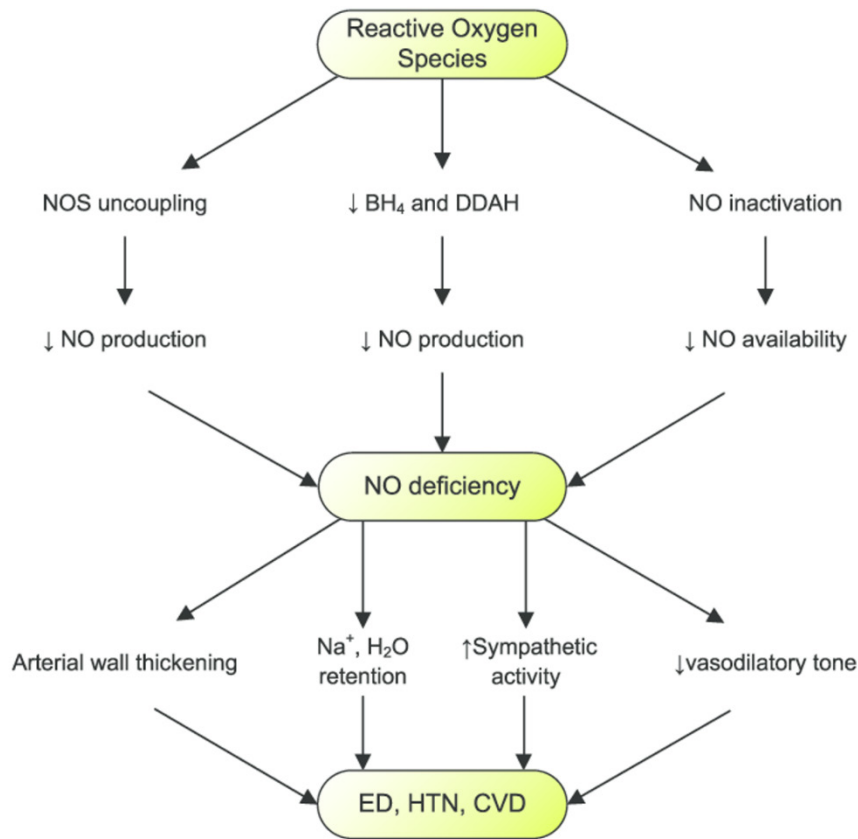 Reactive Oxygen
Species
NOS uncoupling
↓ BH₄ and DDAH
NO inactivation
↓ NO production
↓ NO production
↓ NO availability
NO deficiency
Arterial wall thickening
Na⁺, H₂O
retention
↑Sympathetic
activity
↓vasodilatory tone
ED, HTN, CVD